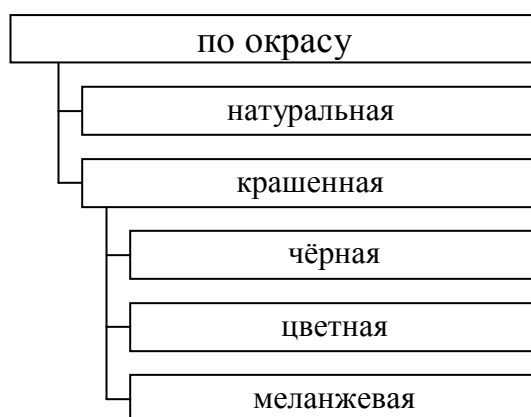 по окрасу
натуральная
крашенная
чёрная
цветная
меланжевая